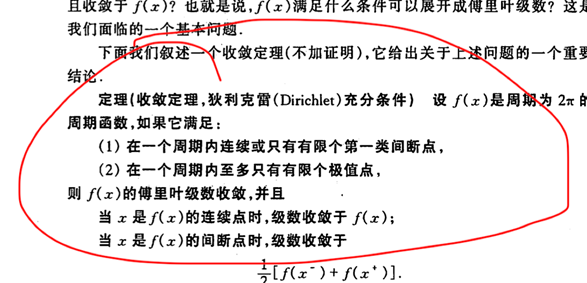 且收敛于 f(x)? 也就是说, f(x)满足什么条件可以展开成傅里叶级数? 这是
我们面临的一个基本问题.
下面我们叙述一个收敛定理(不加证明),它给出关于上述问题的一个重要
结论.
定理(收敛定理,狄利克雷(Dirichlet)充分条件) 设 f(x)是周期为 2π 的
周期函数,如果它满足:
(1) 在一个周期内连续或只有有限个第一类间断点,
(2) 在一个周期内至多只有有限个极值点,
则 f(x)的傅里叶级数收敛,并且
当 x 是 f(x)的连续点时,级数收敛于 f(x);
当 x 是 f(x)的间断点时,级数收敛于
1/2[f(x⁻)+f(x⁺)].